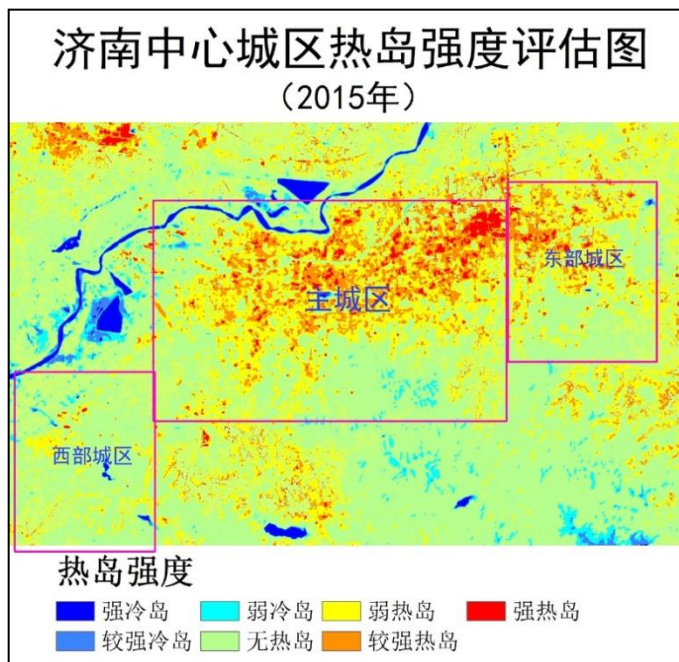 济南中心城区热岛强度评估图
（2015年）
东部城区
主城区
西部城区
热岛强度
强冷岛 弱冷岛 弱热岛 强热岛
较强冷岛 无热岛 较强热岛